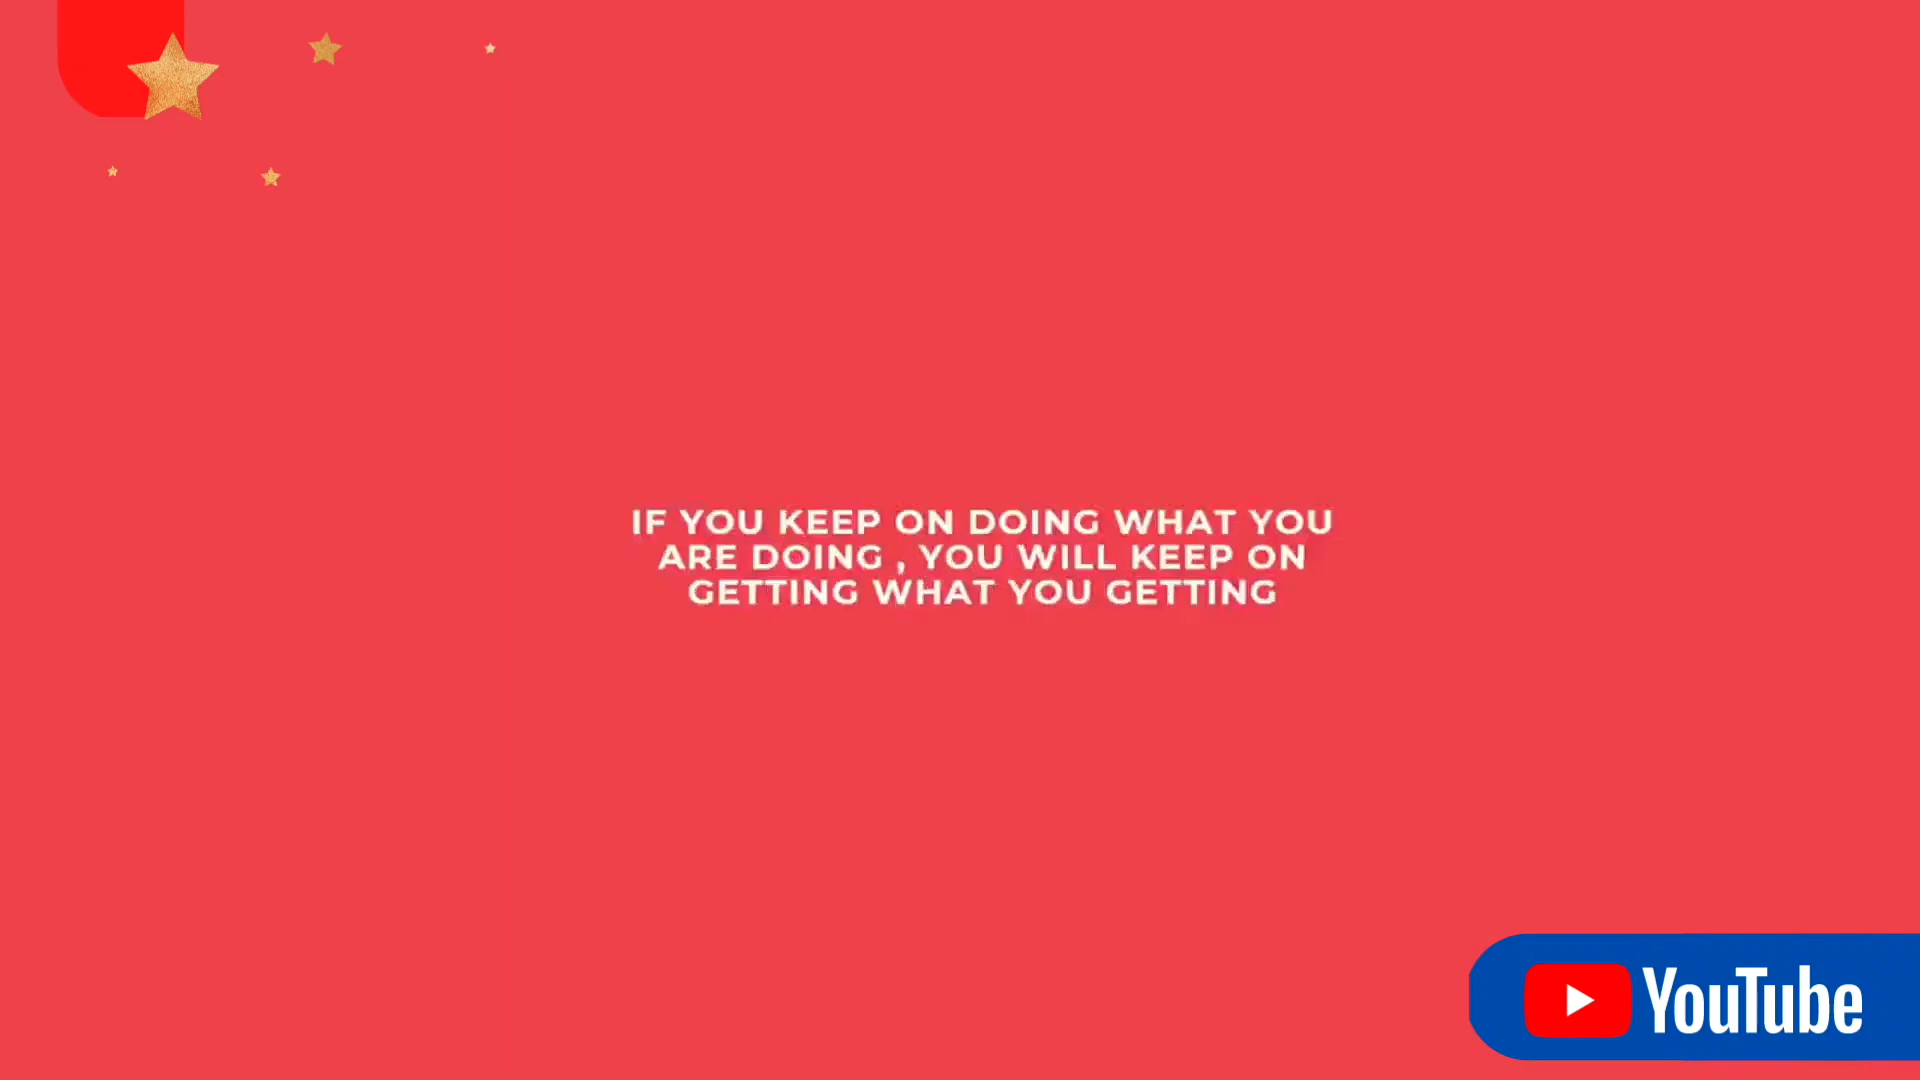 IF YOU KEEP ON DOING WHAT YOU
ARE DOING , YOU WILL KEEP ON
GETTING WHAT YOU GETTING
YouTube